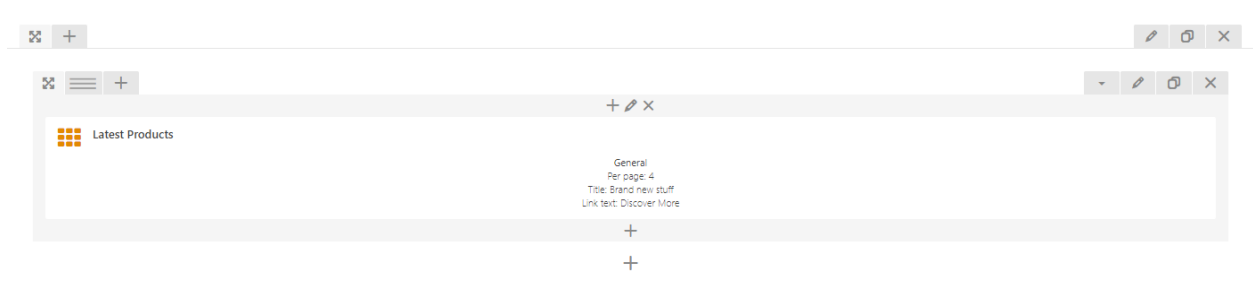 Latest Products
General
Per page: 4
Title: Brand new stuff
Link text: Discover More